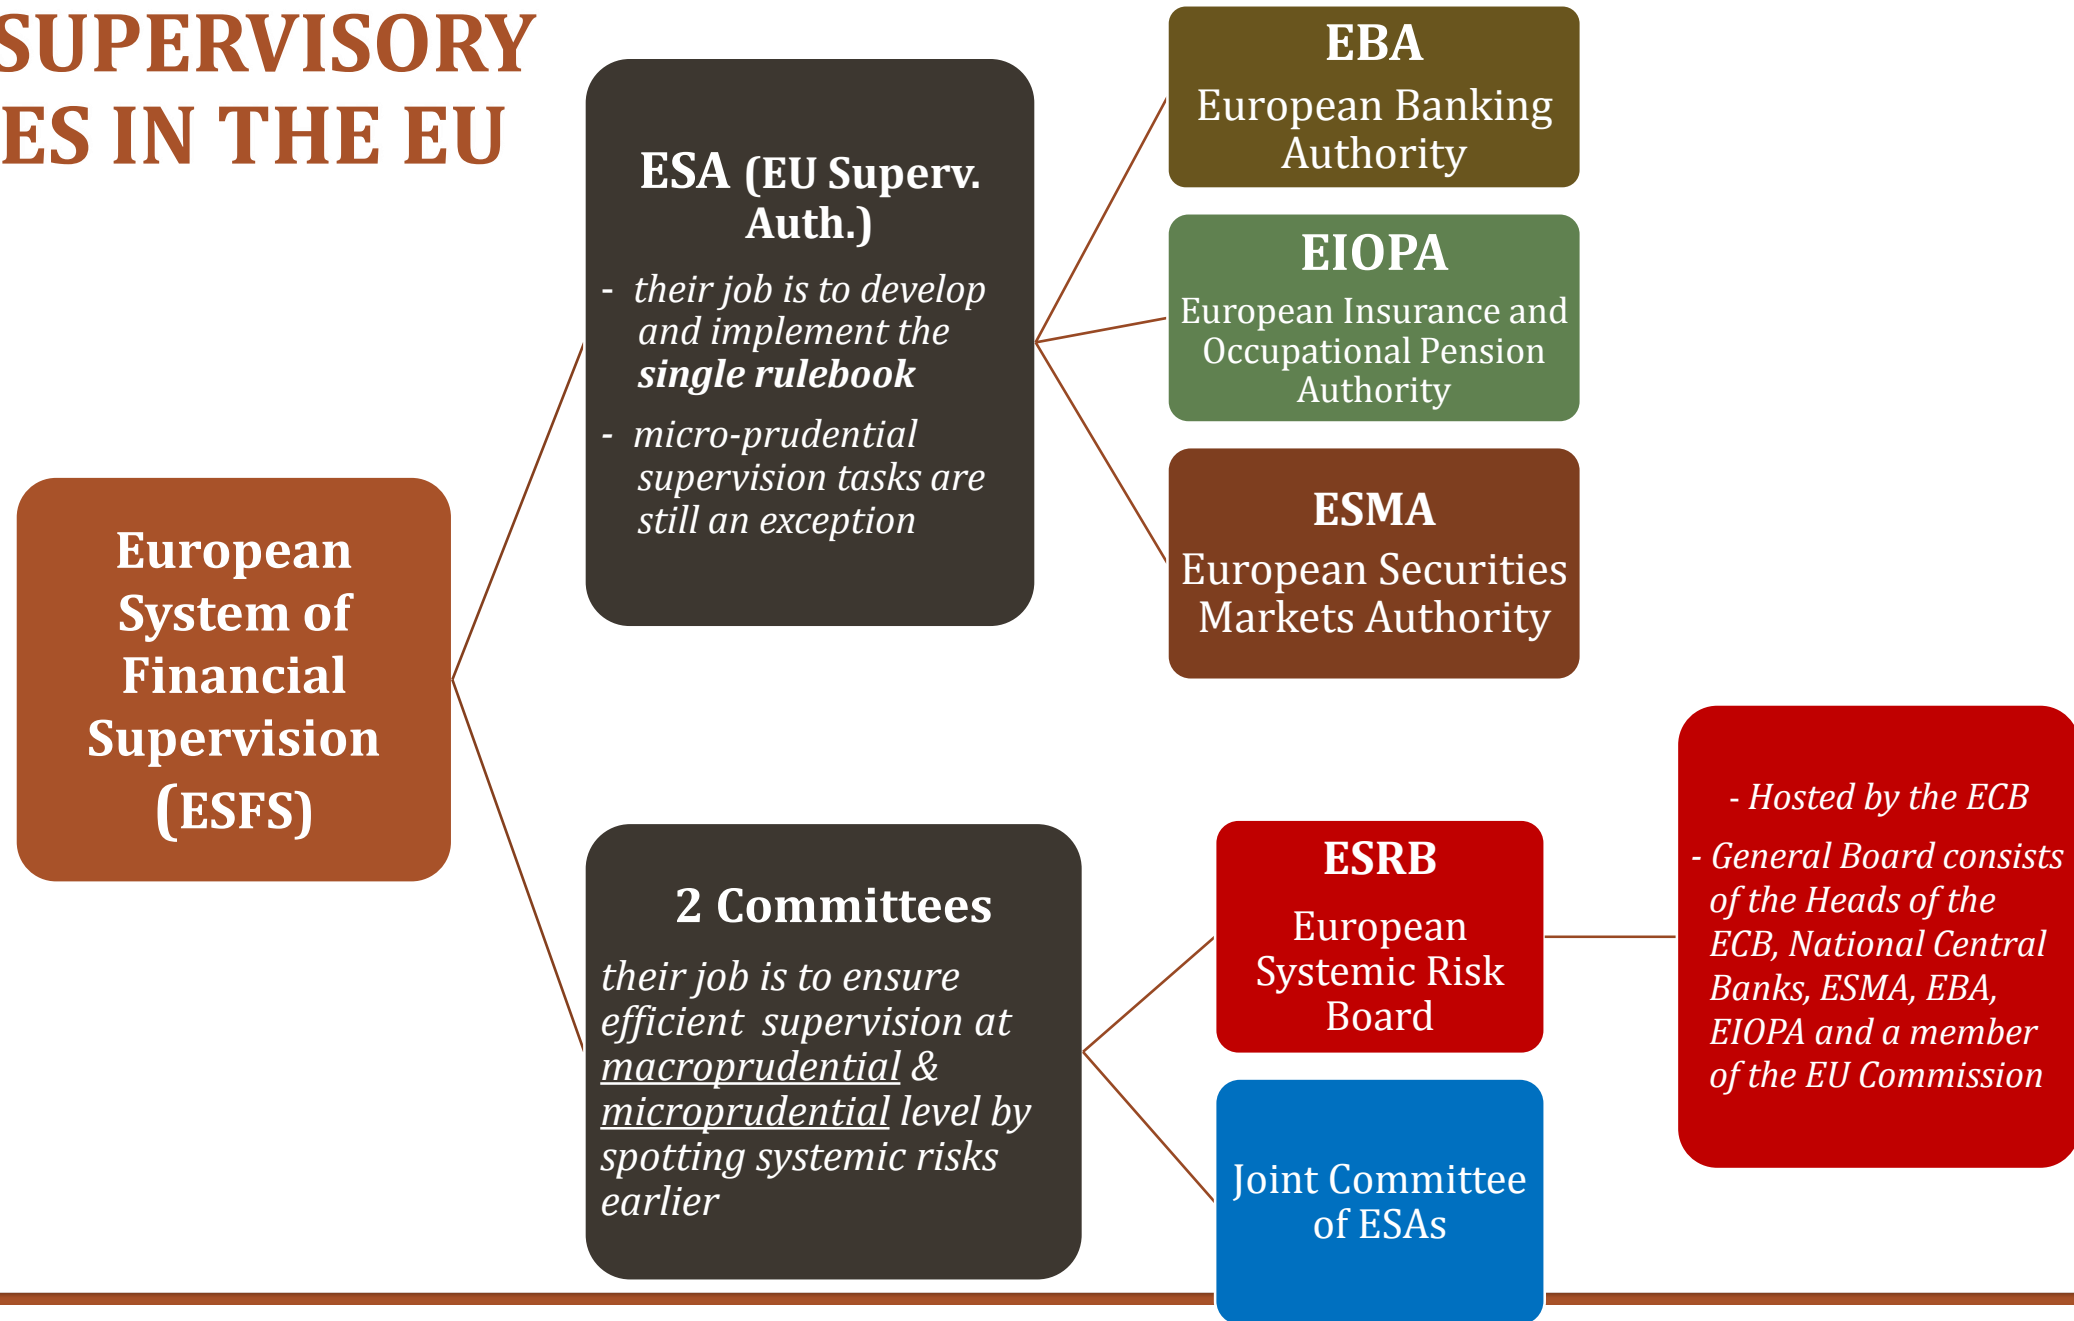 SUPERVISORY
ES IN THE EU
European
System of
Financial
Supervision
(ESFS)
ESA (EU Superv.
Auth.)
- their job is to develop
and implement the
single rulebook
- micro-prudential
supervision tasks are
still an exception
EBA
European Banking
Authority
EIOPA
European Insurance and
Occupational Pension
Authority
ESMA
European Securities
Markets Authority
2 Committees
their job is to ensure
efficient supervision at
macroprudential &
microprudential level by
spotting systemic risks
earlier
ESRB
European
Systemic Risk
Board
Joint Committee
of ESAs
- Hosted by the ECB
- General Board consists
of the Heads of the
ECB, National Central
Banks, ESMA, EBA,
EIOPA and a member
of the EU Commission